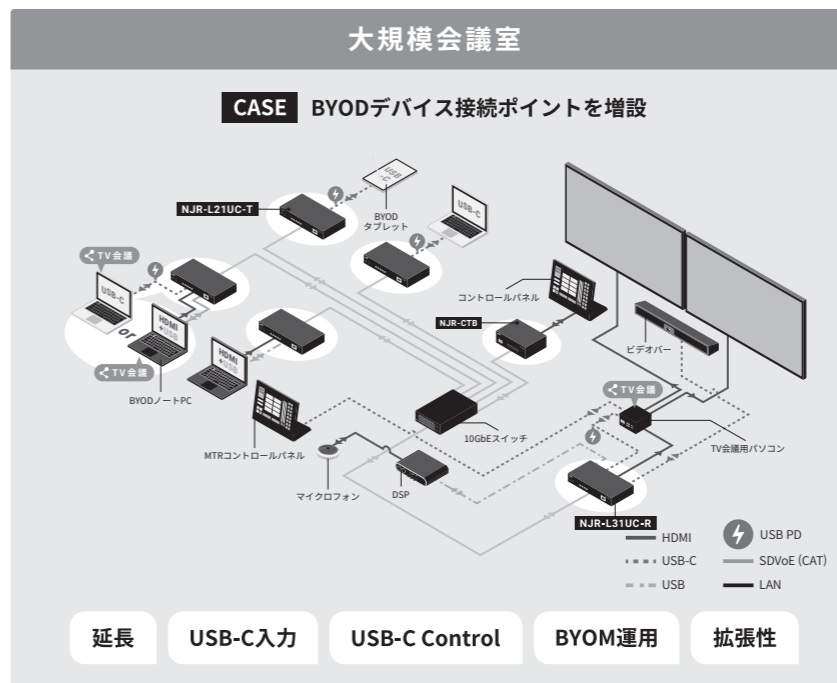 大規模会議室
CASE BYODデバイス接続ポイントを増設
NJR-L21UC-T
USB
-C
BYOD
タブレット
USB-C
TV会議
USB-C
or
HDMI
+USB
TV会議
BYODノートPC
HDMI
+USB
MTRコントロールパネル
マイクロフォン
DSP
コントロールパネル
NJR-CTB
10GbEスイッチ
ビデオバー
TV会議
TV会議用パソコン
NJR-L31UC-R
HDMI
USB PD
USB-C
SDVoE (CAT)
USB
LAN
延長
USB-C入力
USB-C Control
BYOM運用
拡張性